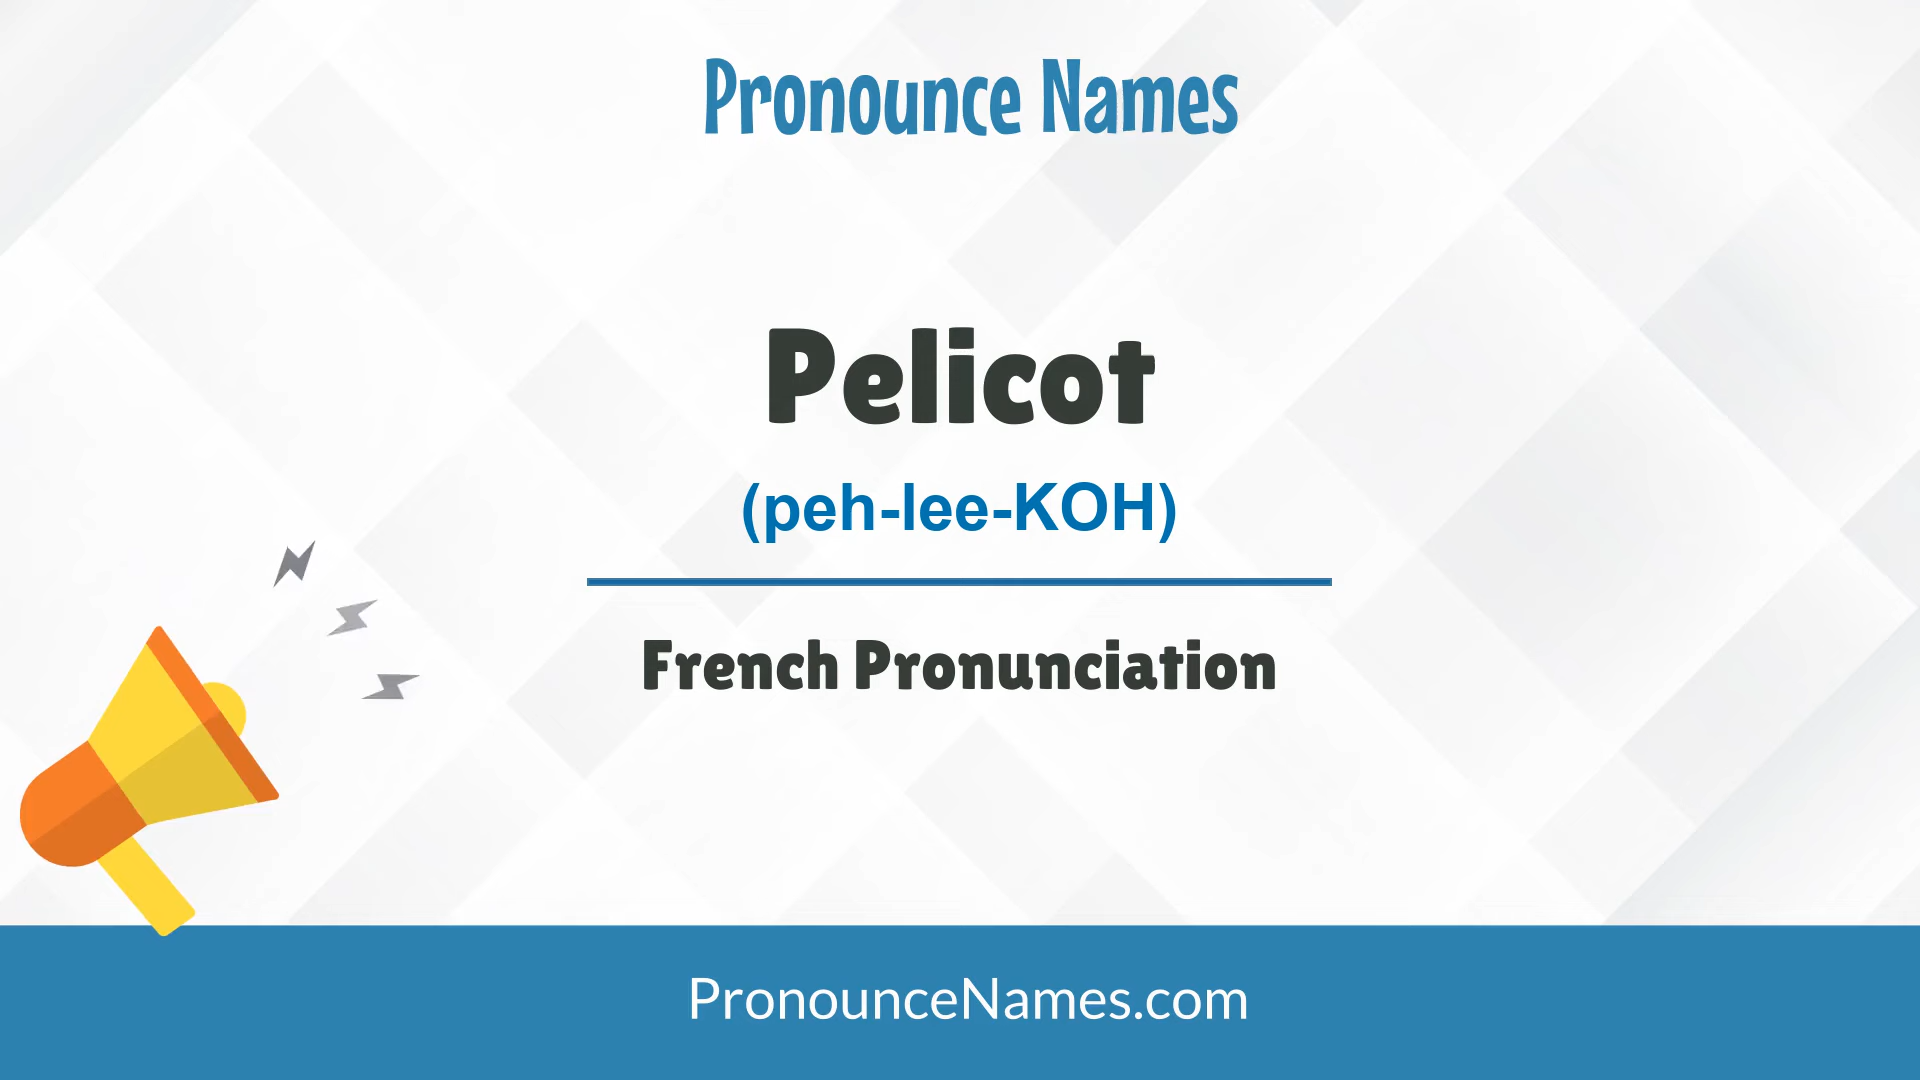 Pronounce Names
Pelicot
(peh-lee-KOH)
French Pronunciation
PronounceNames.com